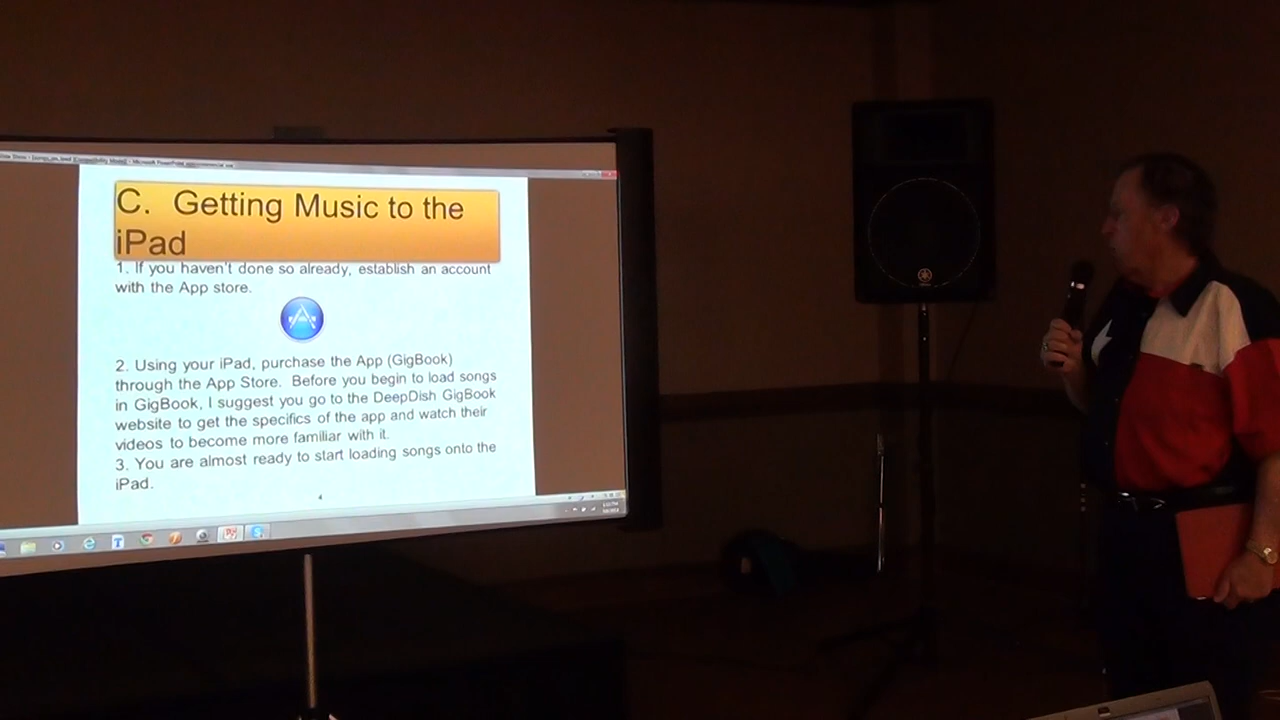 C. Getting Music to the
iPad
1. If you haven't done so already, establish an account
with the App store.
2. Using your iPad, purchase the App (GigBook)
through the App Store. Before you begin to load songs
in GigBook, I suggest you go to the DeepDish GigBook
website to get the specifics of the app and watch their
videos to become more familiar with it.
3. You are almost ready to start loading songs onto the
iPad.
4